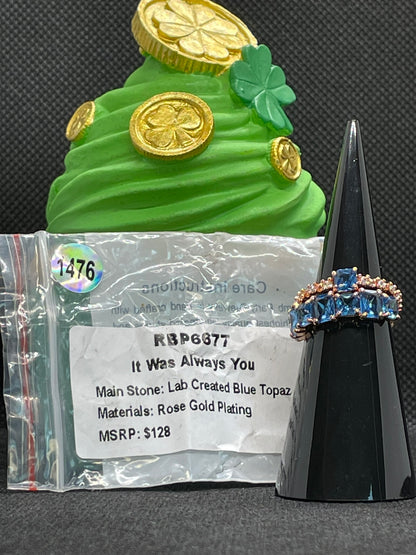 1476
Care Instructions
RBP6677
It Was Always You
Main Stone: Lab Created Blue Topaz
Materials: Rose Gold Plating
MSRP: $128